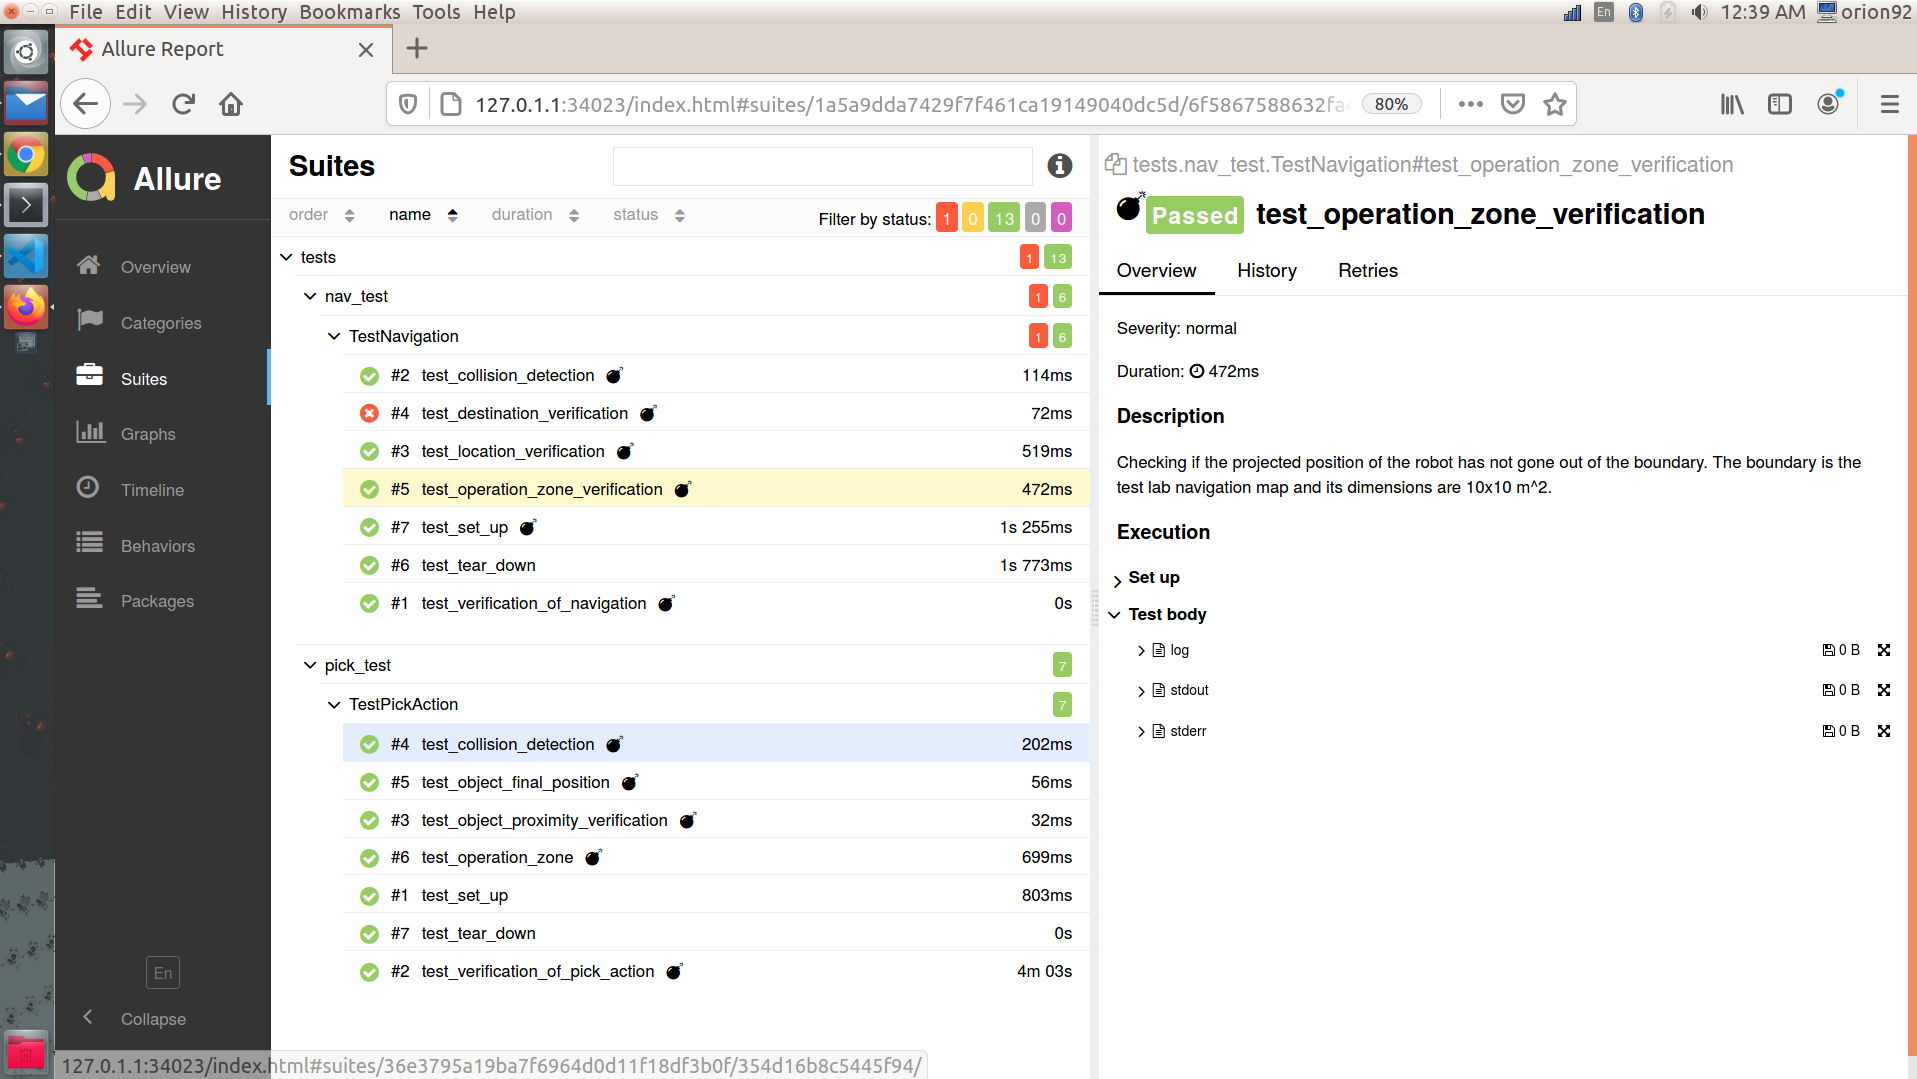 File Edit View History Bookmarks Tools Help
En 12:39 AM orion92
Allure Report
127.0.1.1:34023/index.html#suites/1a5a9dda7429f7f461ca19149040dc5d/6f5867588632fa
80%
Allure
Overview
Categories
Suites
Graphs
Timeline
Behaviors
Packages
En
Collapse
Suites
order name duration status Filter by status: 1 0 13 0 0
tests 1 13
nav_test 1 6
TestNavigation 1 6
#2 test_collision_detection 114ms
#4 test_destination_verification 72ms
#3 test_location_verification 519ms
#5 test_operation_zone_verification 472ms
#7 test_set_up 1s 255ms
#6 test_tear_down 1s 773ms
#1 test_verification_of_navigation 0s
pick_test 7
TestPickAction 7
#4 test_collision_detection 202ms
#5 test_object_final_position 56ms
#3 test_object_proximity_verification 32ms
#6 test_operation_zone 699ms
#1 test_set_up 803ms
#7 test_tear_down 0s
#2 test_verification_of_pick_action 4m 03s
tests.nav_test.TestNavigation#test_operation_zone_verification
Passed test_operation_zone_verification
Overview History Retries
Severity: normal
Duration: 472ms
Description
Checking if the projected position of the robot has not gone out of the boundary. The boundary is the
test lab navigation map and its dimensions are 10x10 m^2.
Execution
Set up
Test body
log 0 B
stdout 0 B
stderr 0 B
127.0.1.1:34023/index.html#suites/36e3795a19ba7f6964d0d11f18df3b0f/354d16b8c5445f94/